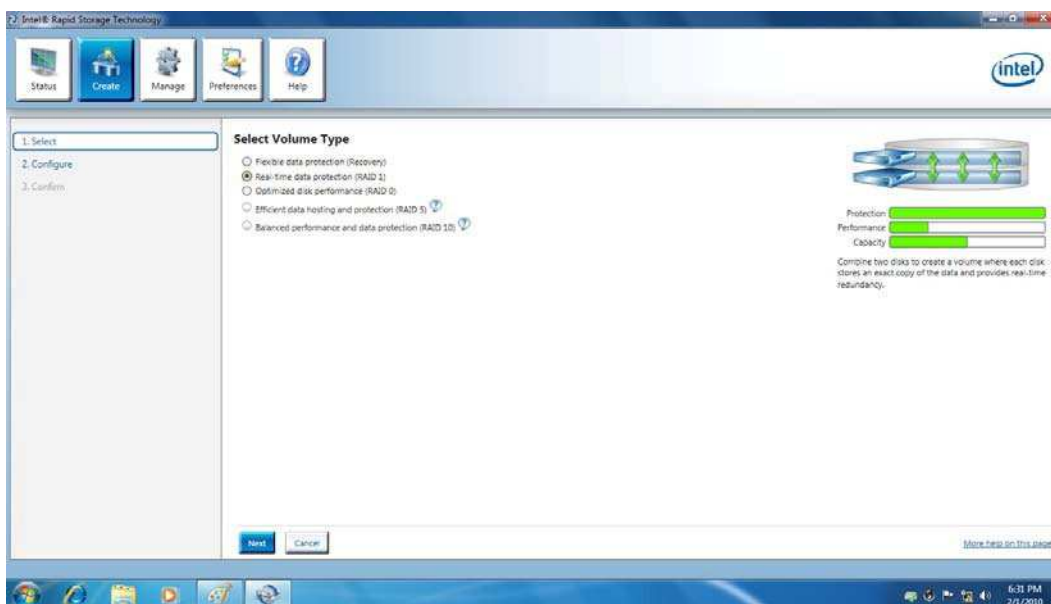 Intel® Rapid Storage Technology
Status
Create
Manage
Preferences
Help
intel
1. Select
2. Configure
3. Confirm
Select Volume Type
Flexible data protection (Recovery)
Real-time data protection (RAID 1)
Optimized disk performance (RAID 0)
Efficient data hosting and protection (RAID 5)
Balanced performance and data protection (RAID 10)
Protection
Performance
Capacity
Combine two disks to create a volume where each disk
stores an exact copy of the data and provides real-time
redundancy.
Next
Cancel
More help on this page
6:31 PM
2/1/2010